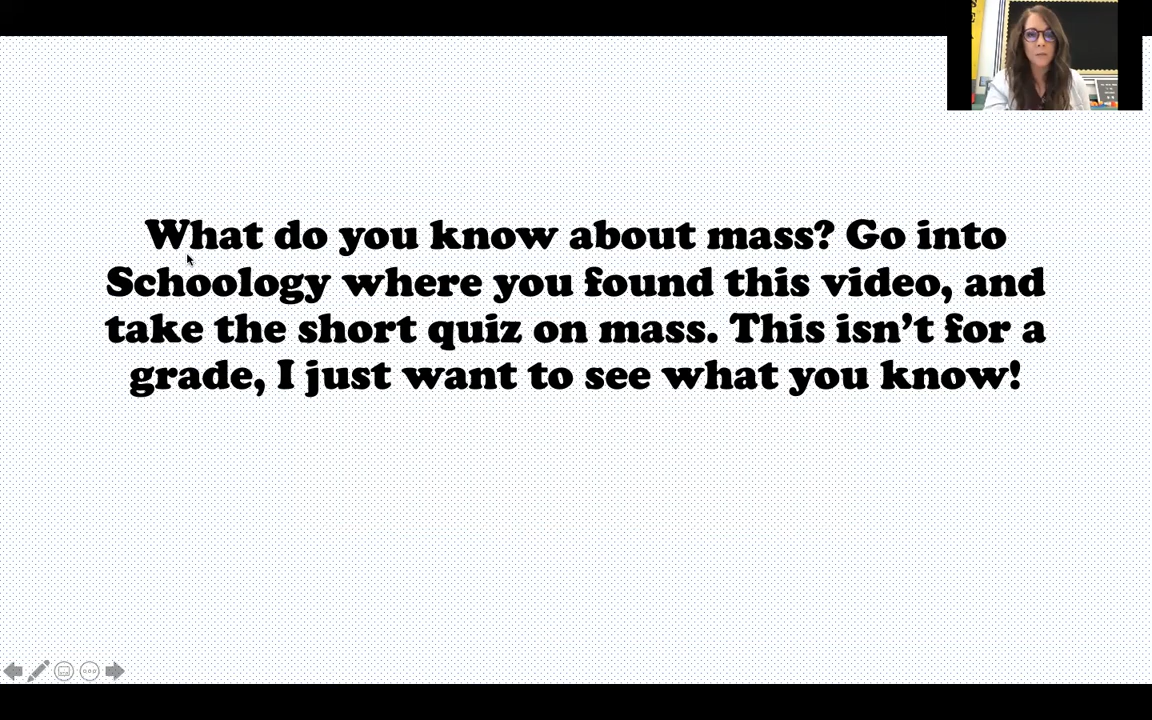 What do you know about mass? Go into
Schoology where you found this video, and
take the short quiz on mass. This isn’t for a
grade, I just want to see what you know!